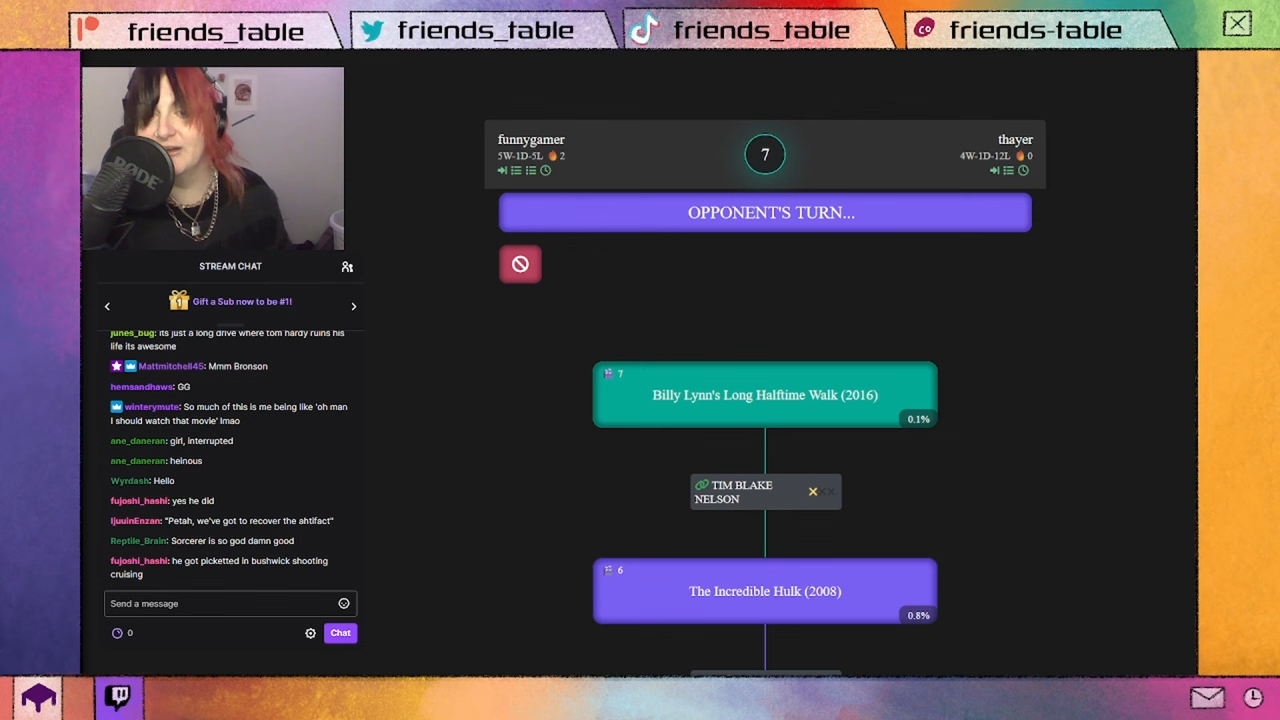 friends_table
friends_table
friends_table
friends-table
RØDE
STREAM CHAT
1
Gift a Sub now to be #1!
junes_bug: its just a long drive where tom hardy ruins his
life its awesome
Mattmitchell45: Mmm Bronson
hemsandhaws: GG
winterymute: So much of this is me being like 'oh man
I should watch that movie' lmao
ane_daneran: girl, interrupted
ane_daneran: heinous
Wyrdash: Hello
fujoshi_hashi: yes he did
IjuuinEnzan: "Petah, we've got to recover the ahtifact"
Reptile_Brain: Sorcerer is so god damn good
fujoshi_hashi: he got picketted in bushwick shooting
cruising
Send a message
0
Chat
funnygamer
5W-1D-5L 2
7
thayer
4W-1D-12L 0
OPPONENT'S TURN...
7
Billy Lynn's Long Halftime Walk (2016)
0.1%
TIM BLAKE
NELSON
6
The Incredible Hulk (2008)
0.8%